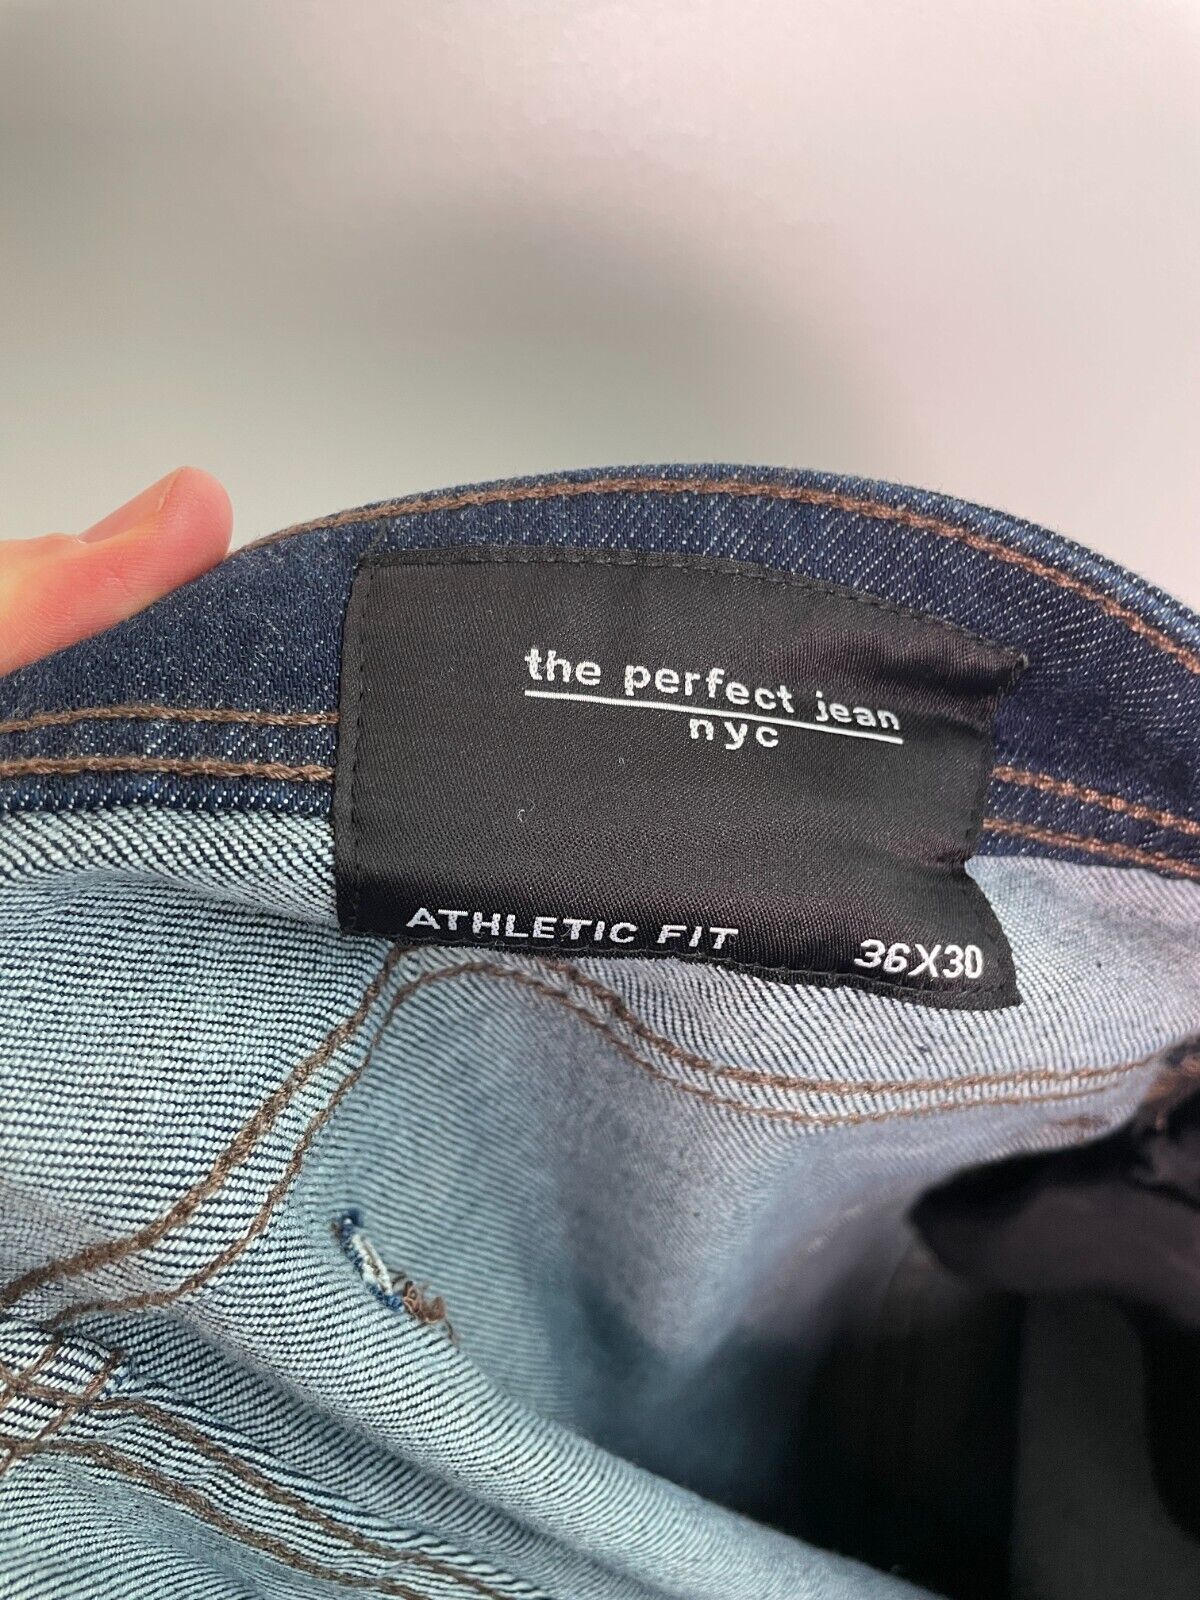 the perfect jean
nyc
ATHLETIC FIT 36X30